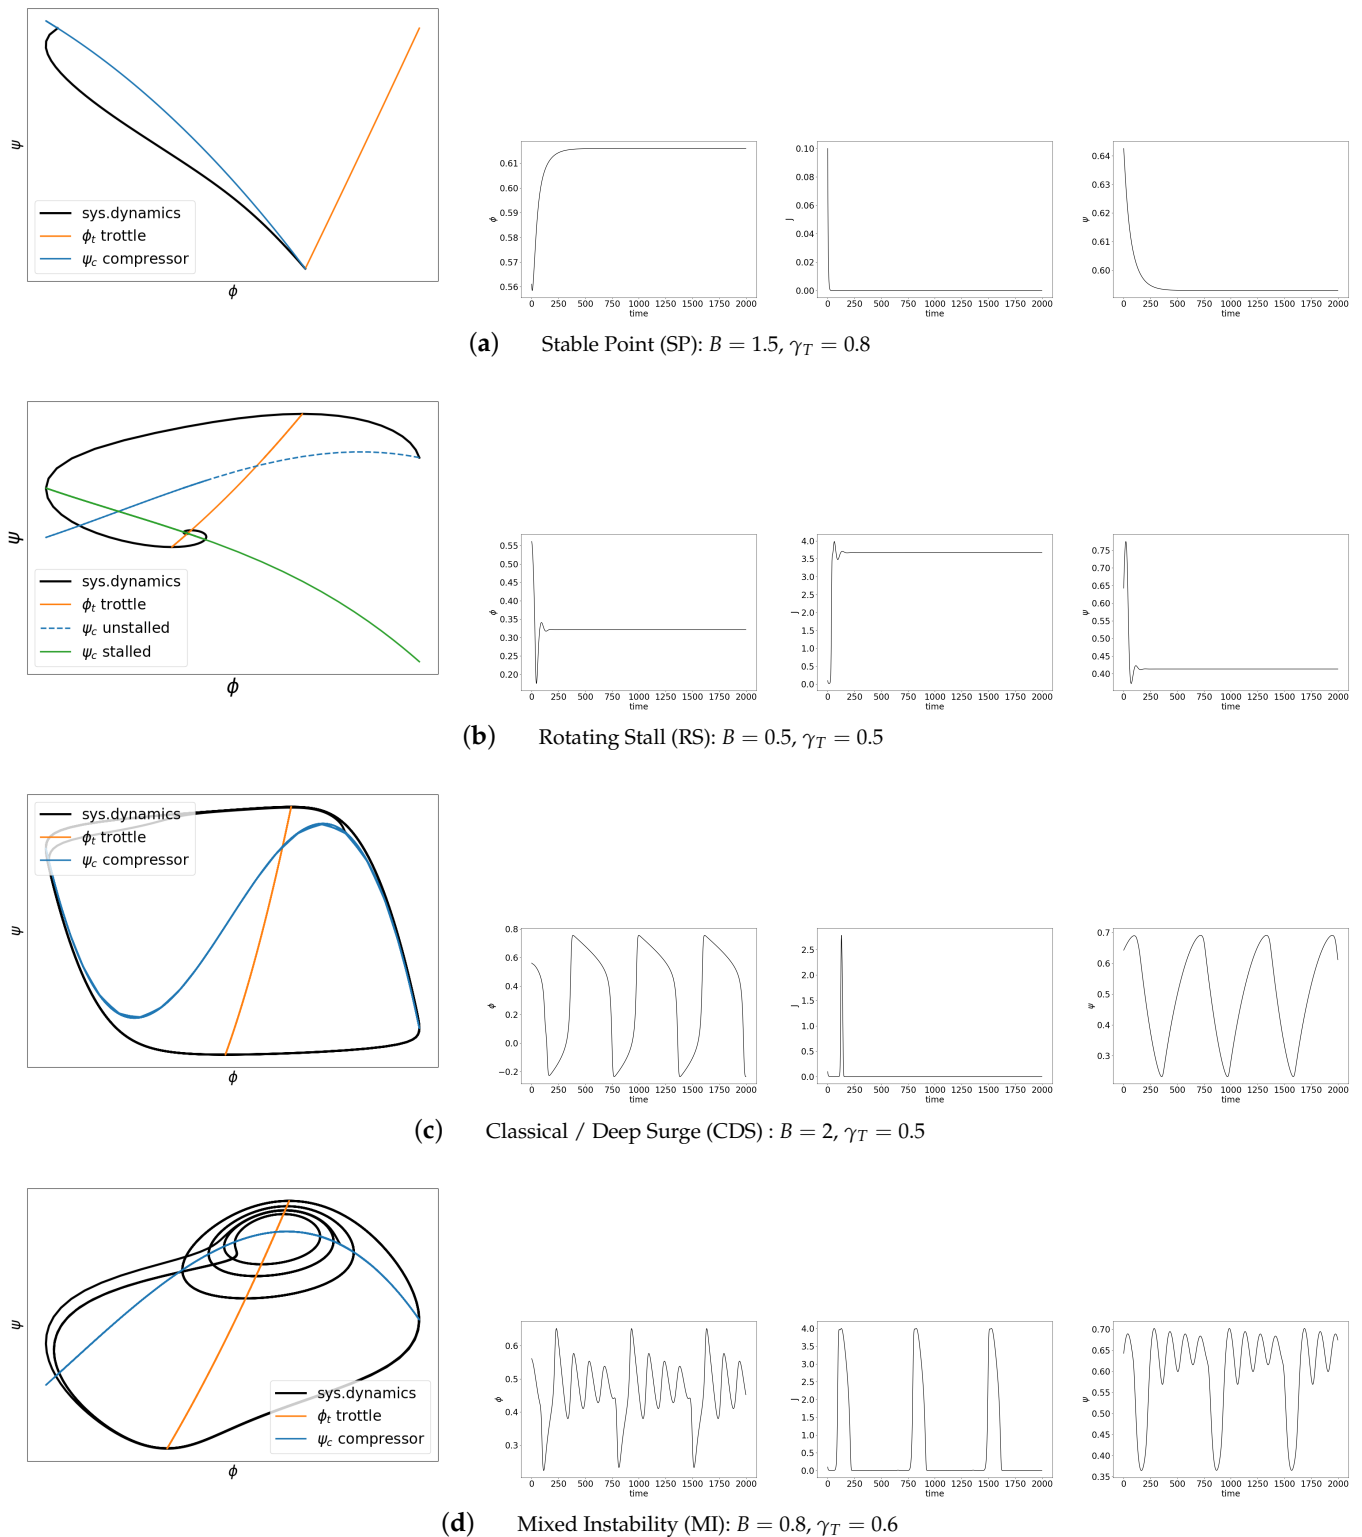 ψ
sys.dynamics
ϕt trottle
ψc compressor
ϕ
0.61
0.60
0.59
0.58
0.57
0.56
ϕ
0 250 500 750 1000 1250 1500 1750 2000
time
0.10
0.08
0.06
0.04
0.02
0.00
J
0 250 500 750 1000 1250 1500 1750 2000
time
0.64
0.63
0.62
0.61
0.60
ψ
0 250 500 750 1000 1250 1500 1750 2000
time
(a) Stable Point (SP): B = 1.5, γT = 0.8
ψ
sys.dynamics
ϕt trottle
ψc unstalled
ψc stalled
ϕ
0.55
0.50
0.45
0.40
0.35
0.30
0.25
0.20
ϕ
0 250 500 750 1000 1250 1500 1750 2000
time
4.0
3.5
3.0
2.5
2.0
1.5
1.0
0.5
0.0
J
0 250 500 750 1000 1250 1500 1750 2000
time
0.75
0.70
0.65
0.60
0.55
0.50
0.45
0.40
ψ
0 250 500 750 1000 1250 1500 1750 2000
time
(b) Rotating Stall (RS): B = 0.5, γT = 0.5
ψ
sys.dynamics
ϕt trottle
ψc compressor
ϕ
0.8
0.6
0.4
0.2
0.0
−0.2
ϕ
0 250 500 750 1000 1250 1500 1750 2000
time
2.5
2.0
1.5
1.0
0.5
0.0
J
0 250 500 750 1000 1250 1500 1750 2000
time
0.7
0.6
0.5
0.4
0.3
ψ
0 250 500 750 1000 1250 1500 1750 2000
time
(c) Classical / Deep Surge (CDS) : B = 2, γT = 0.5
ψ
sys.dynamics
ϕt trottle
ψc compressor
ϕ
0.6
0.5
0.4
0.3
ϕ
0 250 500 750 1000 1250 1500 1750 2000
time
4.0
3.5
3.0
2.5
2.0
1.5
1.0
0.5
0.0
J
0 250 500 750 1000 1250 1500 1750 2000
time
0.70
0.65
0.60
0.55
0.50
0.45
0.40
0.35
ψ
0 250 500 750 1000 1250 1500 1750 2000
time
(d) Mixed Instability (MI): B = 0.8, γT = 0.6